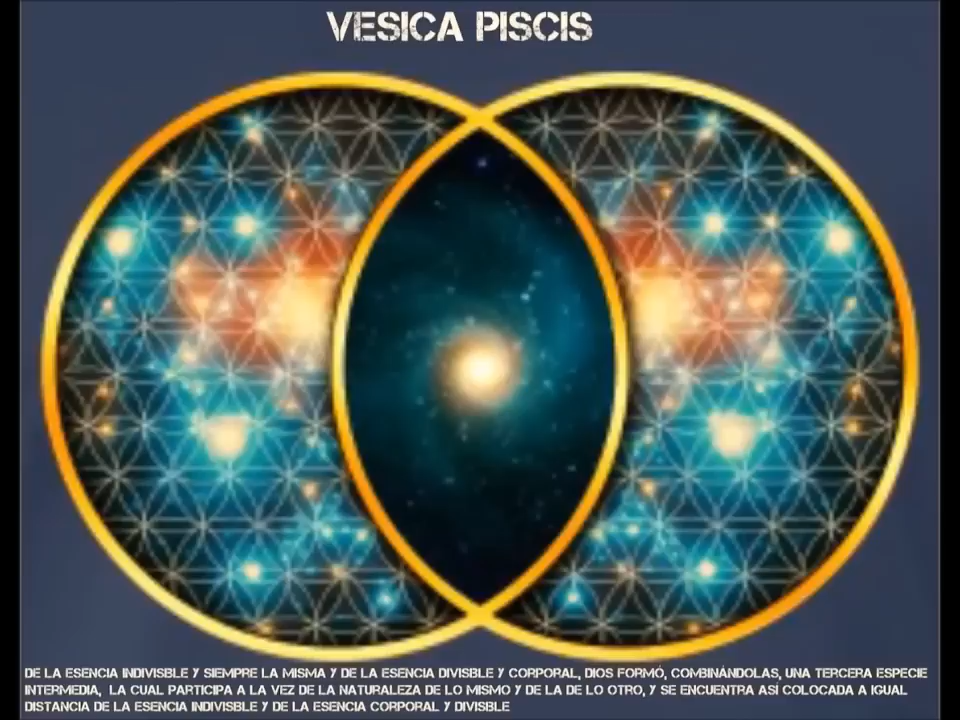 VESICA PISCIS
DE LA ESENCIA INDIVISBLE Y SIEMPRE LA MISMA Y DE LA ESENCIA DIVISBLE Y CORPORAL, DIOS FORMÓ, COMBINÁNDOLAS, UNA TERCERA ESPECIE
INTERMEDIA, LA CUAL PARTICIPA A LA VEZ DE LA NATURALEZA DE LO MISMO Y DE LA DE LO OTRO, Y SE ENCUENTRA ASÍ COLOCADA A IGUAL
DISTANCIA DE LA ESENCIA INDIVISBLE Y DE LA ESENCIA CORPORAL Y DIVISBLE